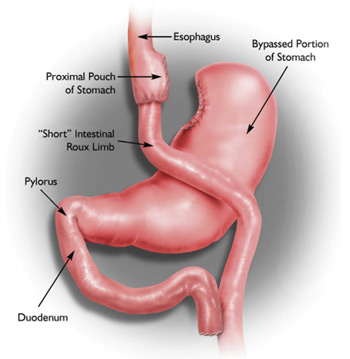 Esophagus
Bypassed Portion
of Stomach
Proximal Pouch
of Stomach
“Short” Intestinal
Roux Limb
Pylorus
Duodenum